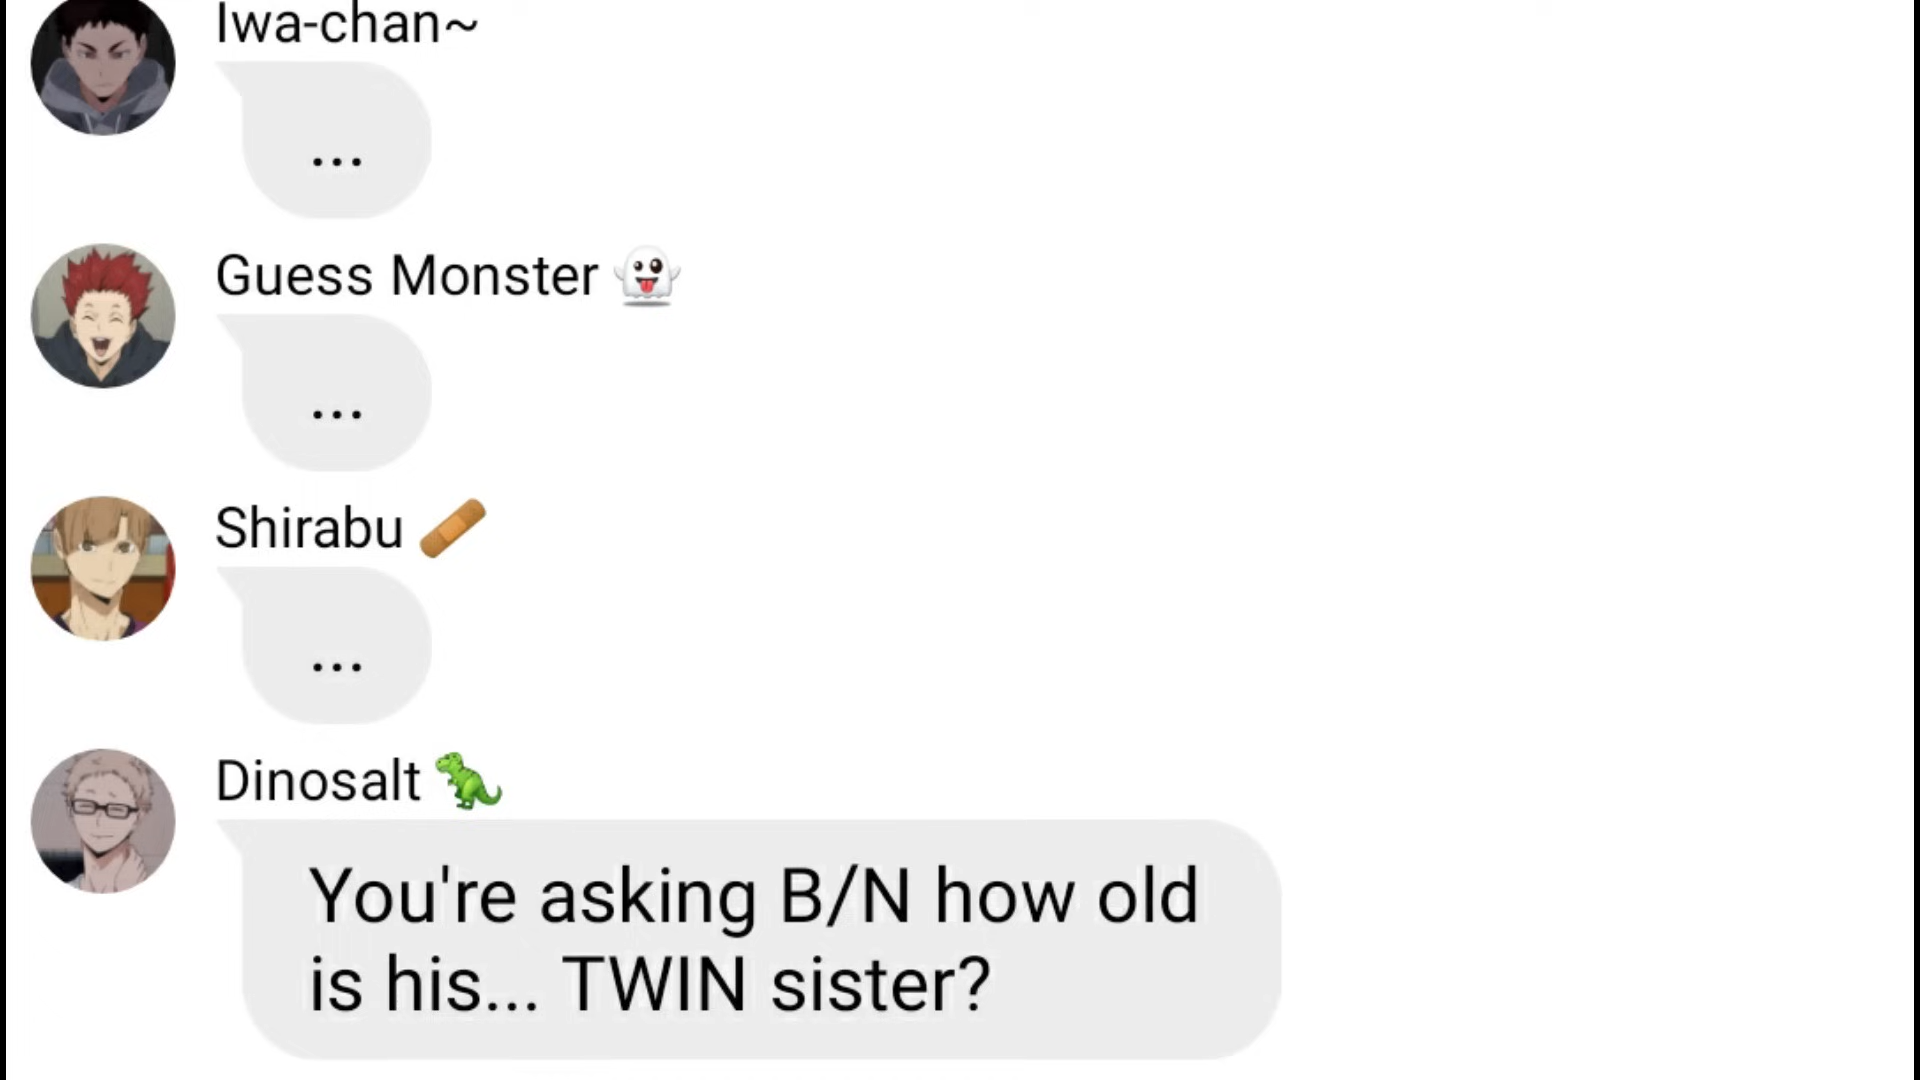 Iwa-chan~
...
Guess Monster 👻
...
Shirabu 🩹
...
Dinosalt 🦖
You're asking B/N how old
is his... TWIN sister?